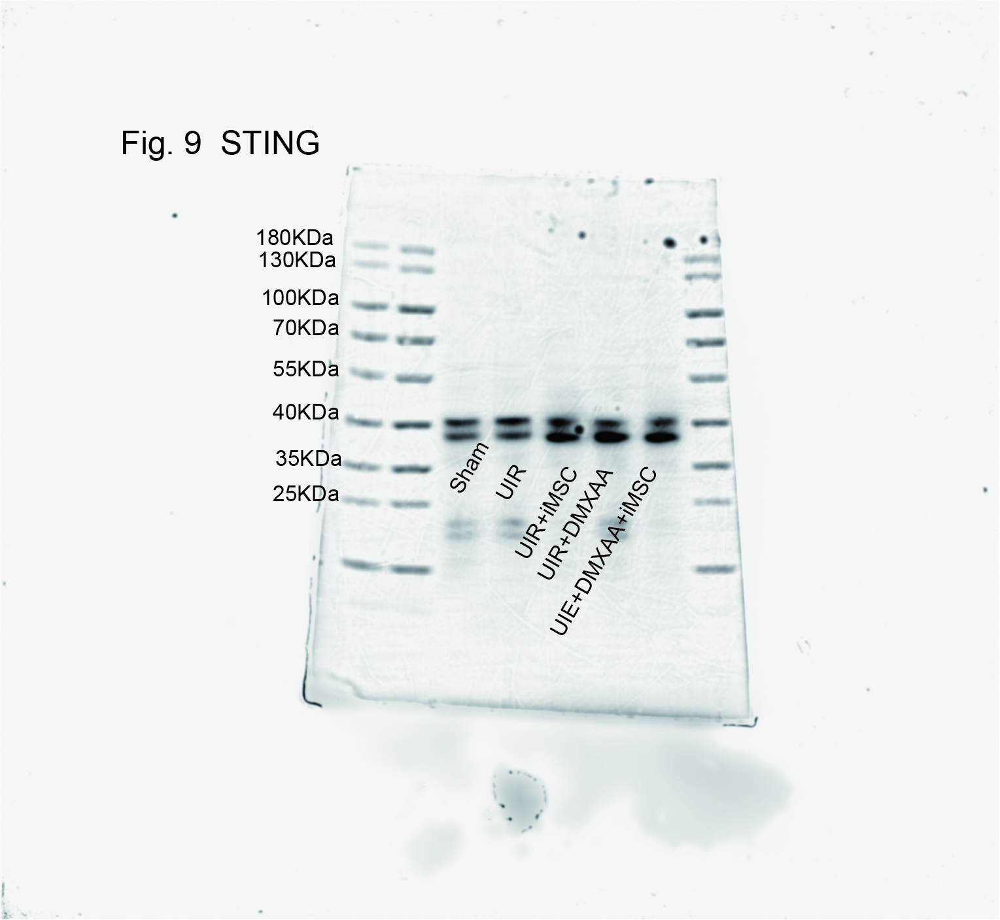 Fig. 9 STING
180KDa
130KDa
100KDa
70KDa
55KDa
40KDa
35KDa
25KDa
Sham
UIR
UIR+iMSC
UIR+DMXAA
UIE+DMXAA+iMSC